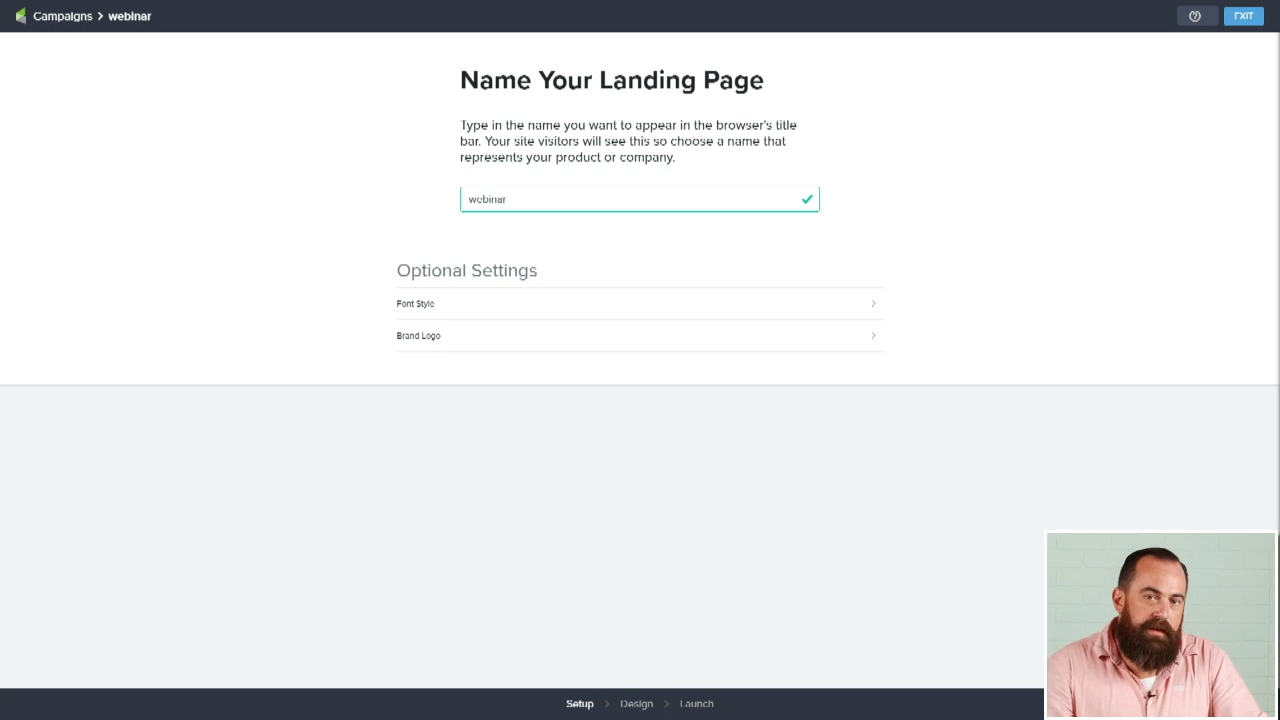 Campaigns > webinar
EXIT
Name Your Landing Page
Type in the name you want to appear in the browser's title
bar. Your site visitors will see this so choose a name that
represents your product or company.
webinar
Optional Settings
Font Style
Brand Logo
Setup > Design > Launch